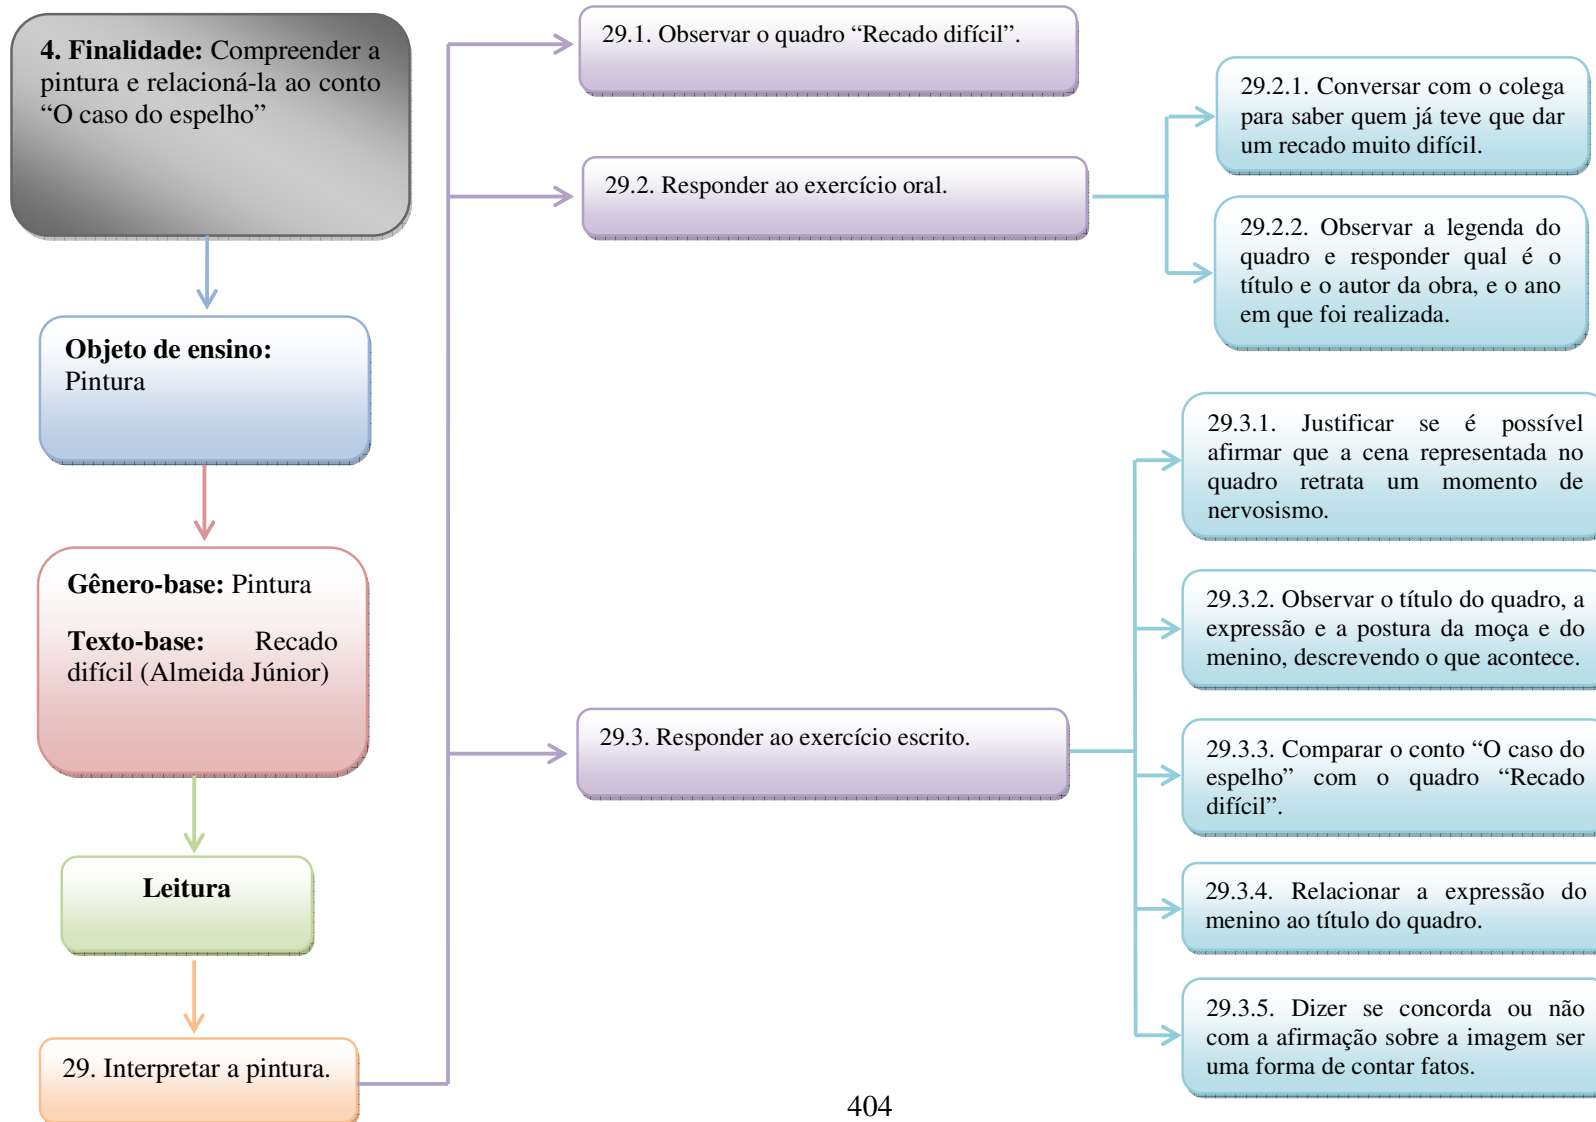 4. Finalidade: Compreender a
pintura e relacioná-la ao conto
“O caso do espelho”
Objeto de ensino:
Pintura
Gênero-base: Pintura
Texto-base: Recado
difícil (Almeida Júnior)
Leitura
29. Interpretar a pintura.
29.1. Observar o quadro “Recado difícil”.
29.2. Responder ao exercício oral.
29.2.1. Conversar com o colega
para saber quem já teve que dar
um recado muito difícil.
29.2.2. Observar a legenda do
quadro e responder qual é o
título e o autor da obra, e o ano
em que foi realizada.
29.3. Responder ao exercício escrito.
29.3.1. Justificar se é possível
afirmar que a cena representada no
quadro retrata um momento de
nervosismo.
29.3.2. Observar o título do quadro, a
expressão e a postura da moça e do
menino, descrevendo o que acontece.
29.3.3. Comparar o conto “O caso do
espelho” com o quadro “Recado
difícil”.
29.3.4. Relacionar a expressão do
menino ao título do quadro.
29.3.5. Dizer se concorda ou não
com a afirmação sobre a imagem ser
uma forma de contar fatos.
404